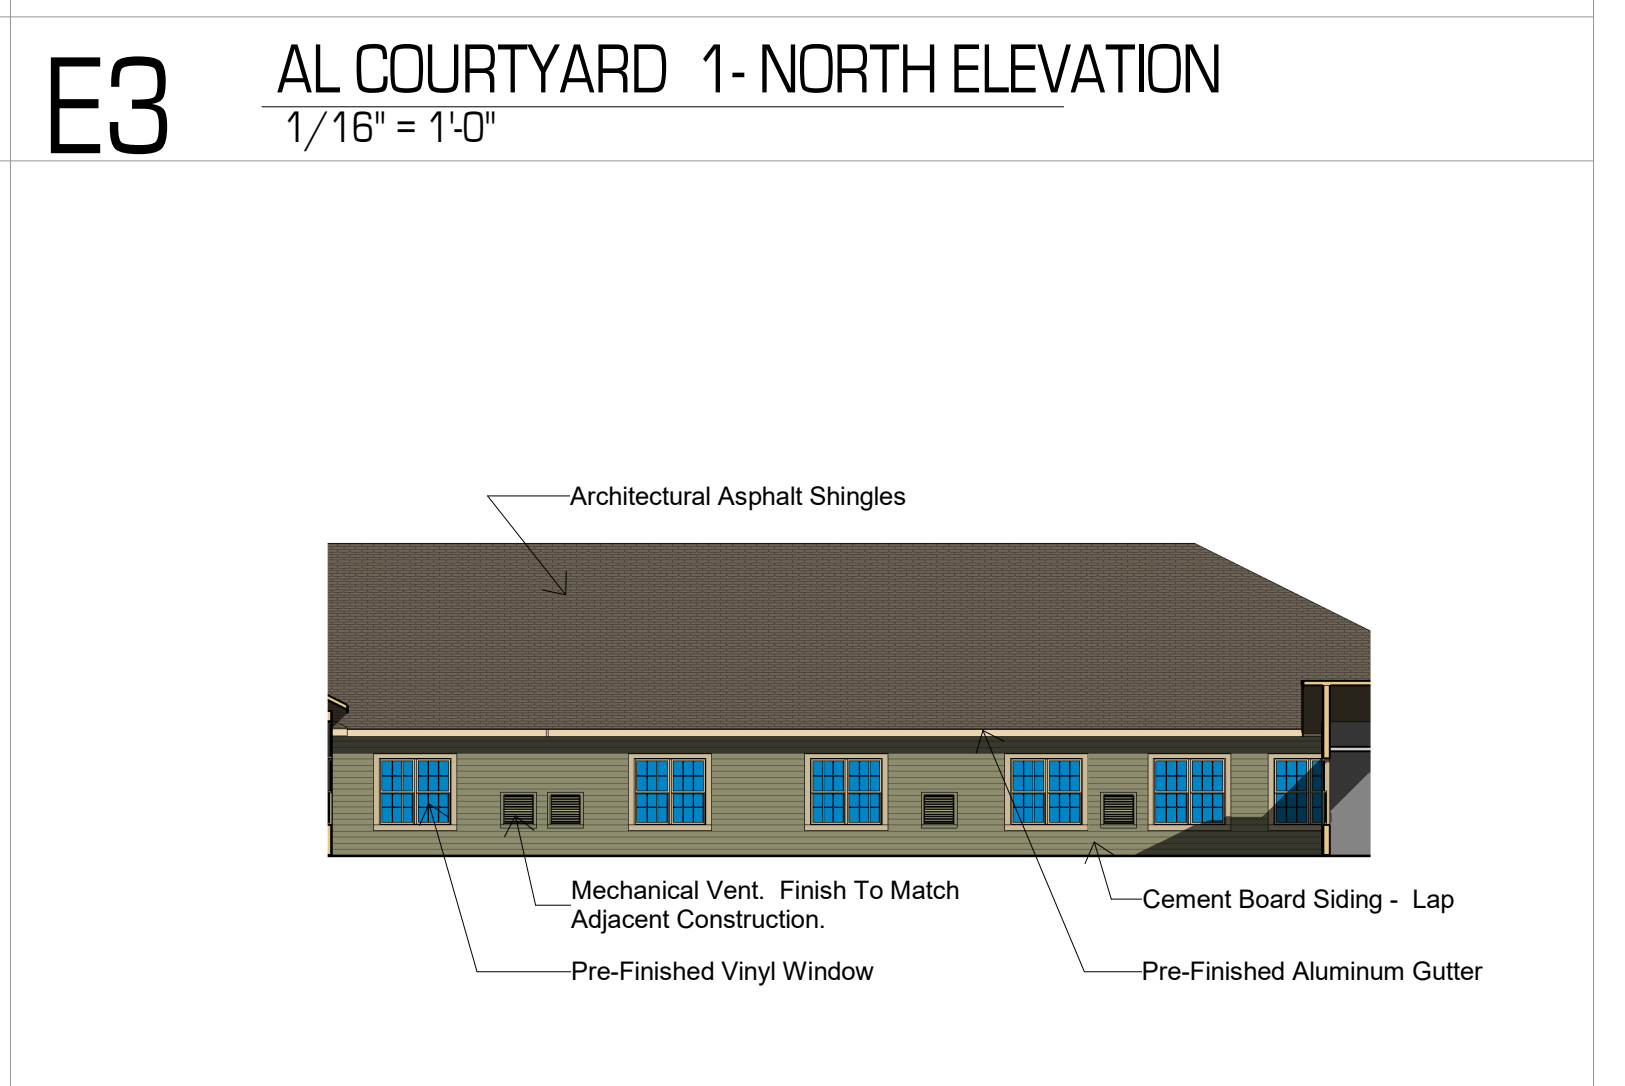 E3
AL COURTYARD 1- NORTH ELEVATION
1/16" = 1'-0"
Architectural Asphalt Shingles
Mechanical Vent. Finish To Match
Adjacent Construction.
Cement Board Siding - Lap
Pre-Finished Vinyl Window
Pre-Finished Aluminum Gutter